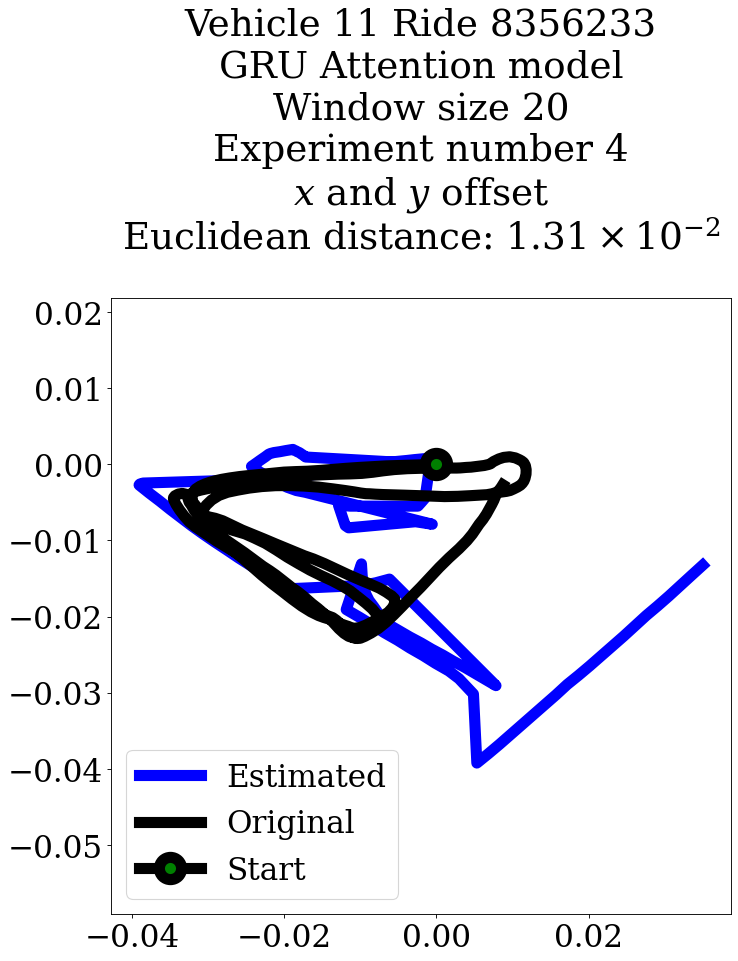 Vehicle 11 Ride 8356233
GRU Attention model
Window size 20
Experiment number 4
x and y offset
Euclidean distance: 1.31 × 10⁻²
0.02
0.01
0.00
−0.01
−0.02
−0.03
−0.04
−0.05
Estimated
Original
Start
−0.04 −0.02 0.00 0.02